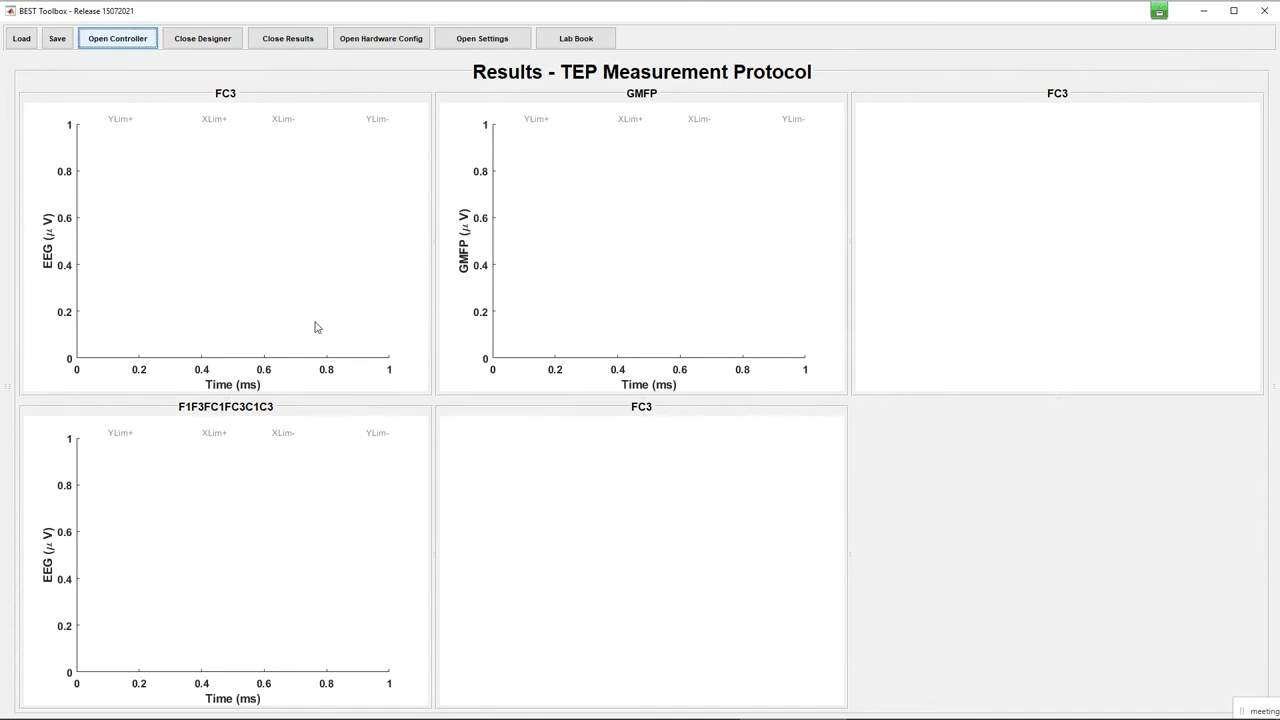 BEST Toolbox - Release 15072021
Load Save Open Controller Close Designer Close Results Open Hardware Config Open Settings Lab Book
Results - TEP Measurement Protocol
FC3
YLim+ XLim+ XLim- YLim-
1
0.8
0.6
0.4
0.2
0
EEG (μ V)
0 0.2 0.4 0.6 0.8 1
Time (ms)
GMFP
YLim+ XLim+ XLim- YLim-
1
0.8
0.6
0.4
0.2
0
GMFP (μ V)
0 0.2 0.4 0.6 0.8 1
Time (ms)
FC3
F1F3FC1FC3C1C3
YLim+ XLim+ XLim- YLim-
1
0.8
0.6
0.4
0.2
0
EEG (μ V)
0 0.2 0.4 0.6 0.8 1
Time (ms)
FC3
meeting